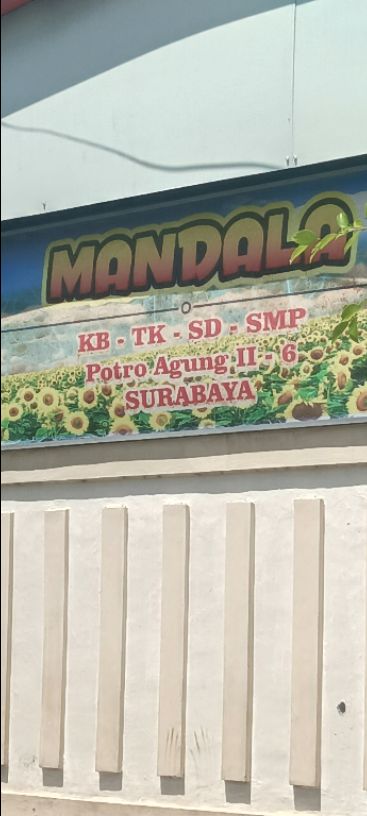 MANDALA
KB - TK - SD - SMP
Potro Agung II - 6
SURABAYA